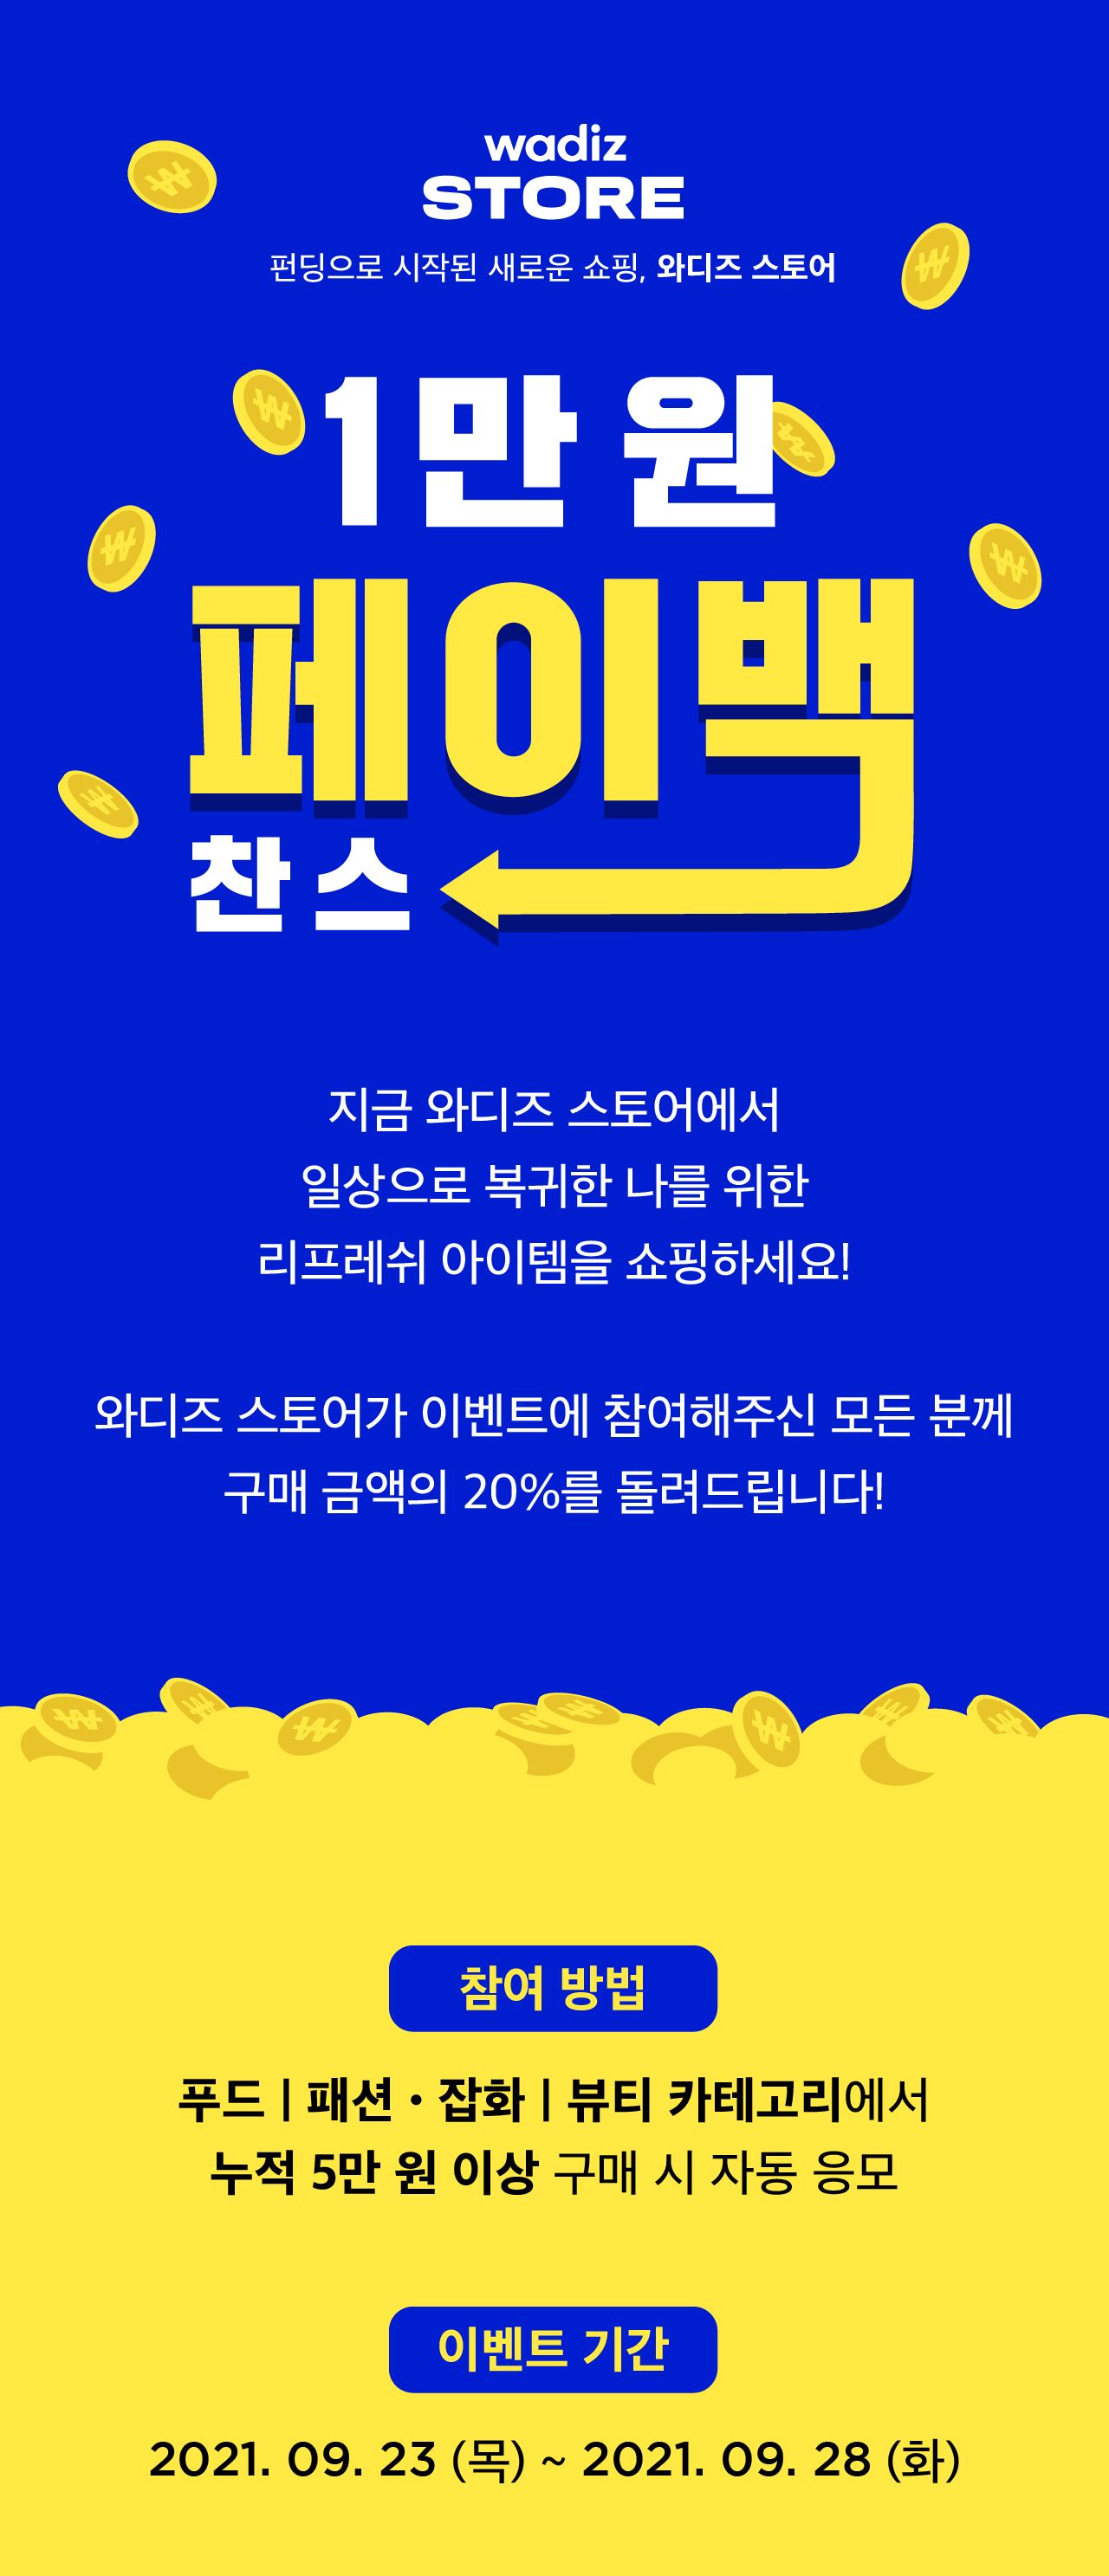 wadiz
STORE
펀딩으로 시작된 새로운 쇼핑, 와디즈 스토어
1만 원
페이백
찬스
지금 와디즈 스토어에서
일상으로 복귀한 나를 위한
리프레쉬 아이템을 쇼핑하세요!
와디즈 스토어가 이벤트에 참여해주신 모든 분께
구매 금액의 20%를 돌려드립니다!
참여 방법
푸드 | 패션 · 잡화 | 뷰티 카테고리에서
누적 5만 원 이상 구매 시 자동 응모
이벤트 기간
2021. 09. 23 (목) ~ 2021. 09. 28 (화)